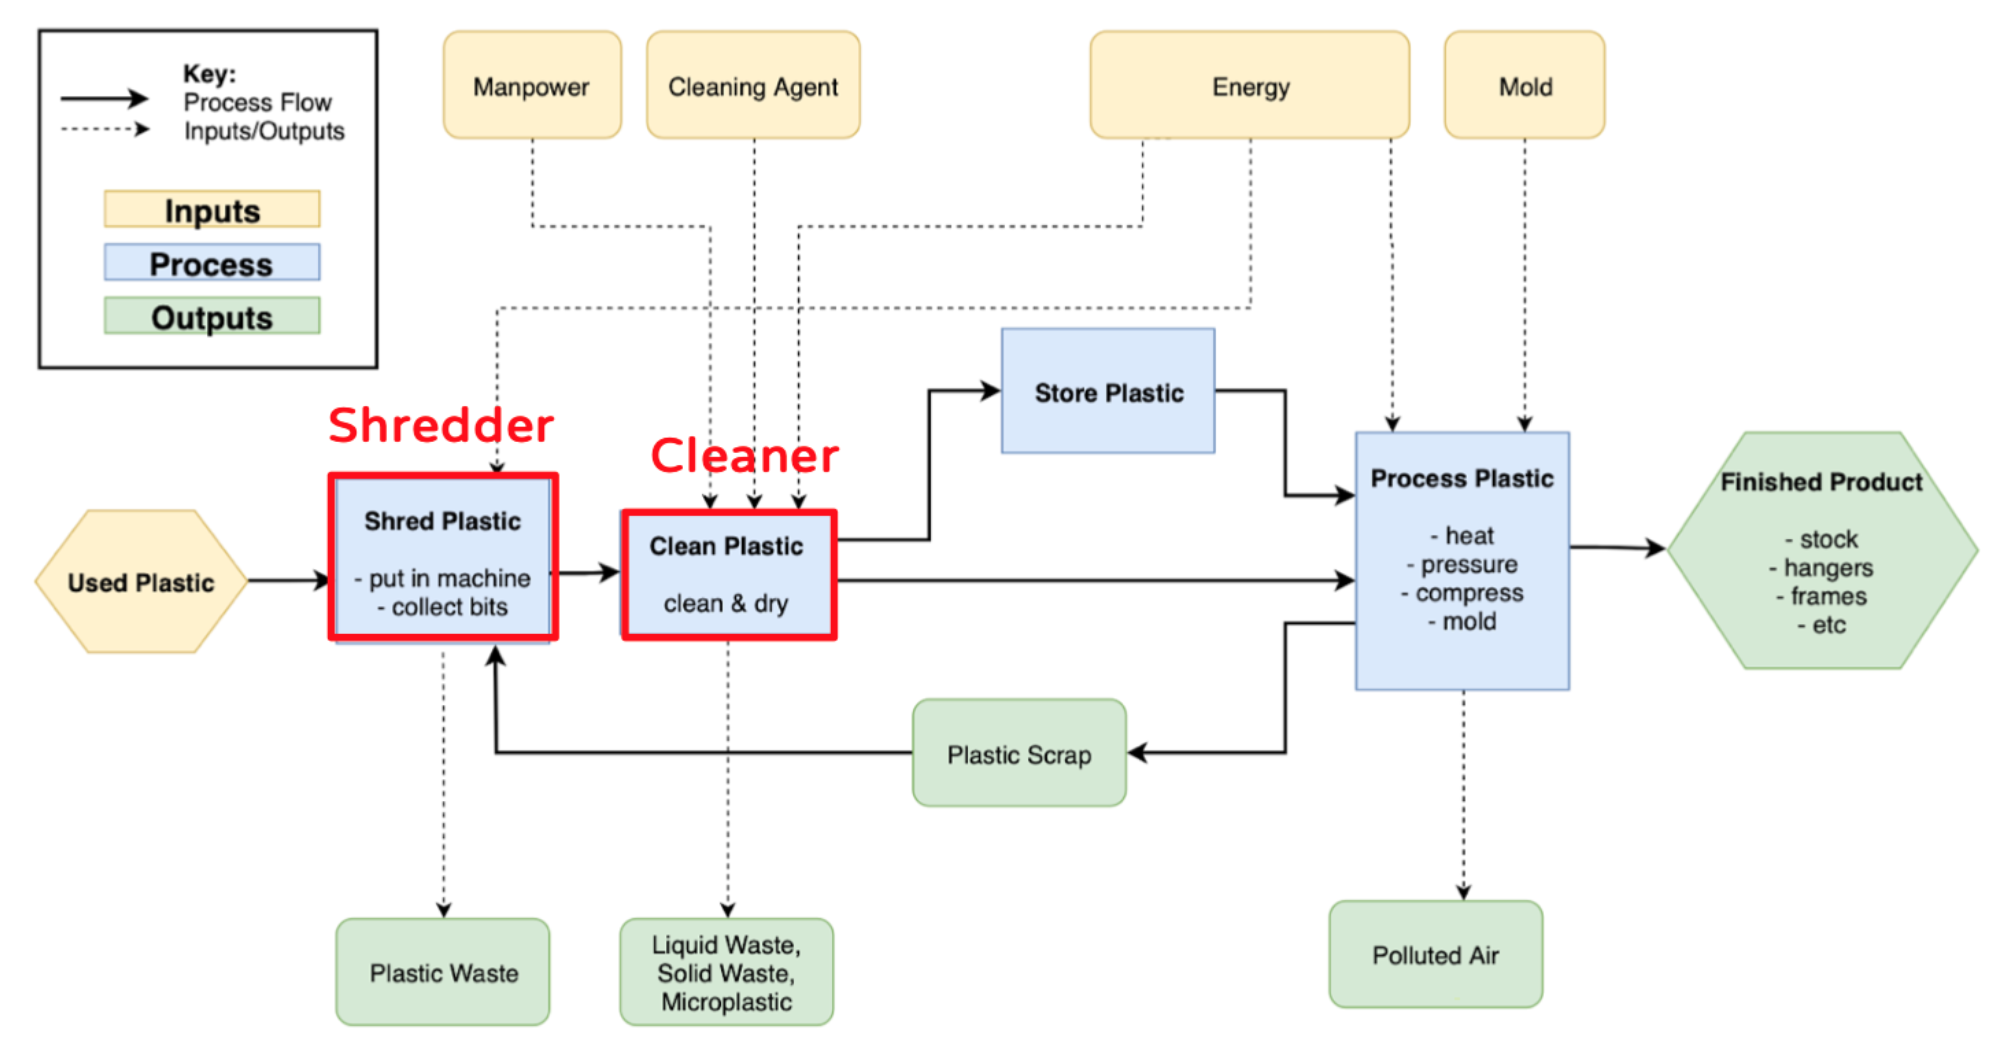 Key:
Process Flow
Inputs/Outputs
Inputs
Process
Outputs
Manpower
Cleaning Agent
Energy
Mold
Shredder
Cleaner
Used Plastic
Shred Plastic
- put in machine
- collect bits
Clean Plastic
clean & dry
Store Plastic
Process Plastic
- heat
- pressure
- compress
- mold
Finished Product
- stock
- hangers
- frames
- etc
Plastic Scrap
Plastic Waste
Liquid Waste,
Solid Waste,
Microplastic
Polluted Air